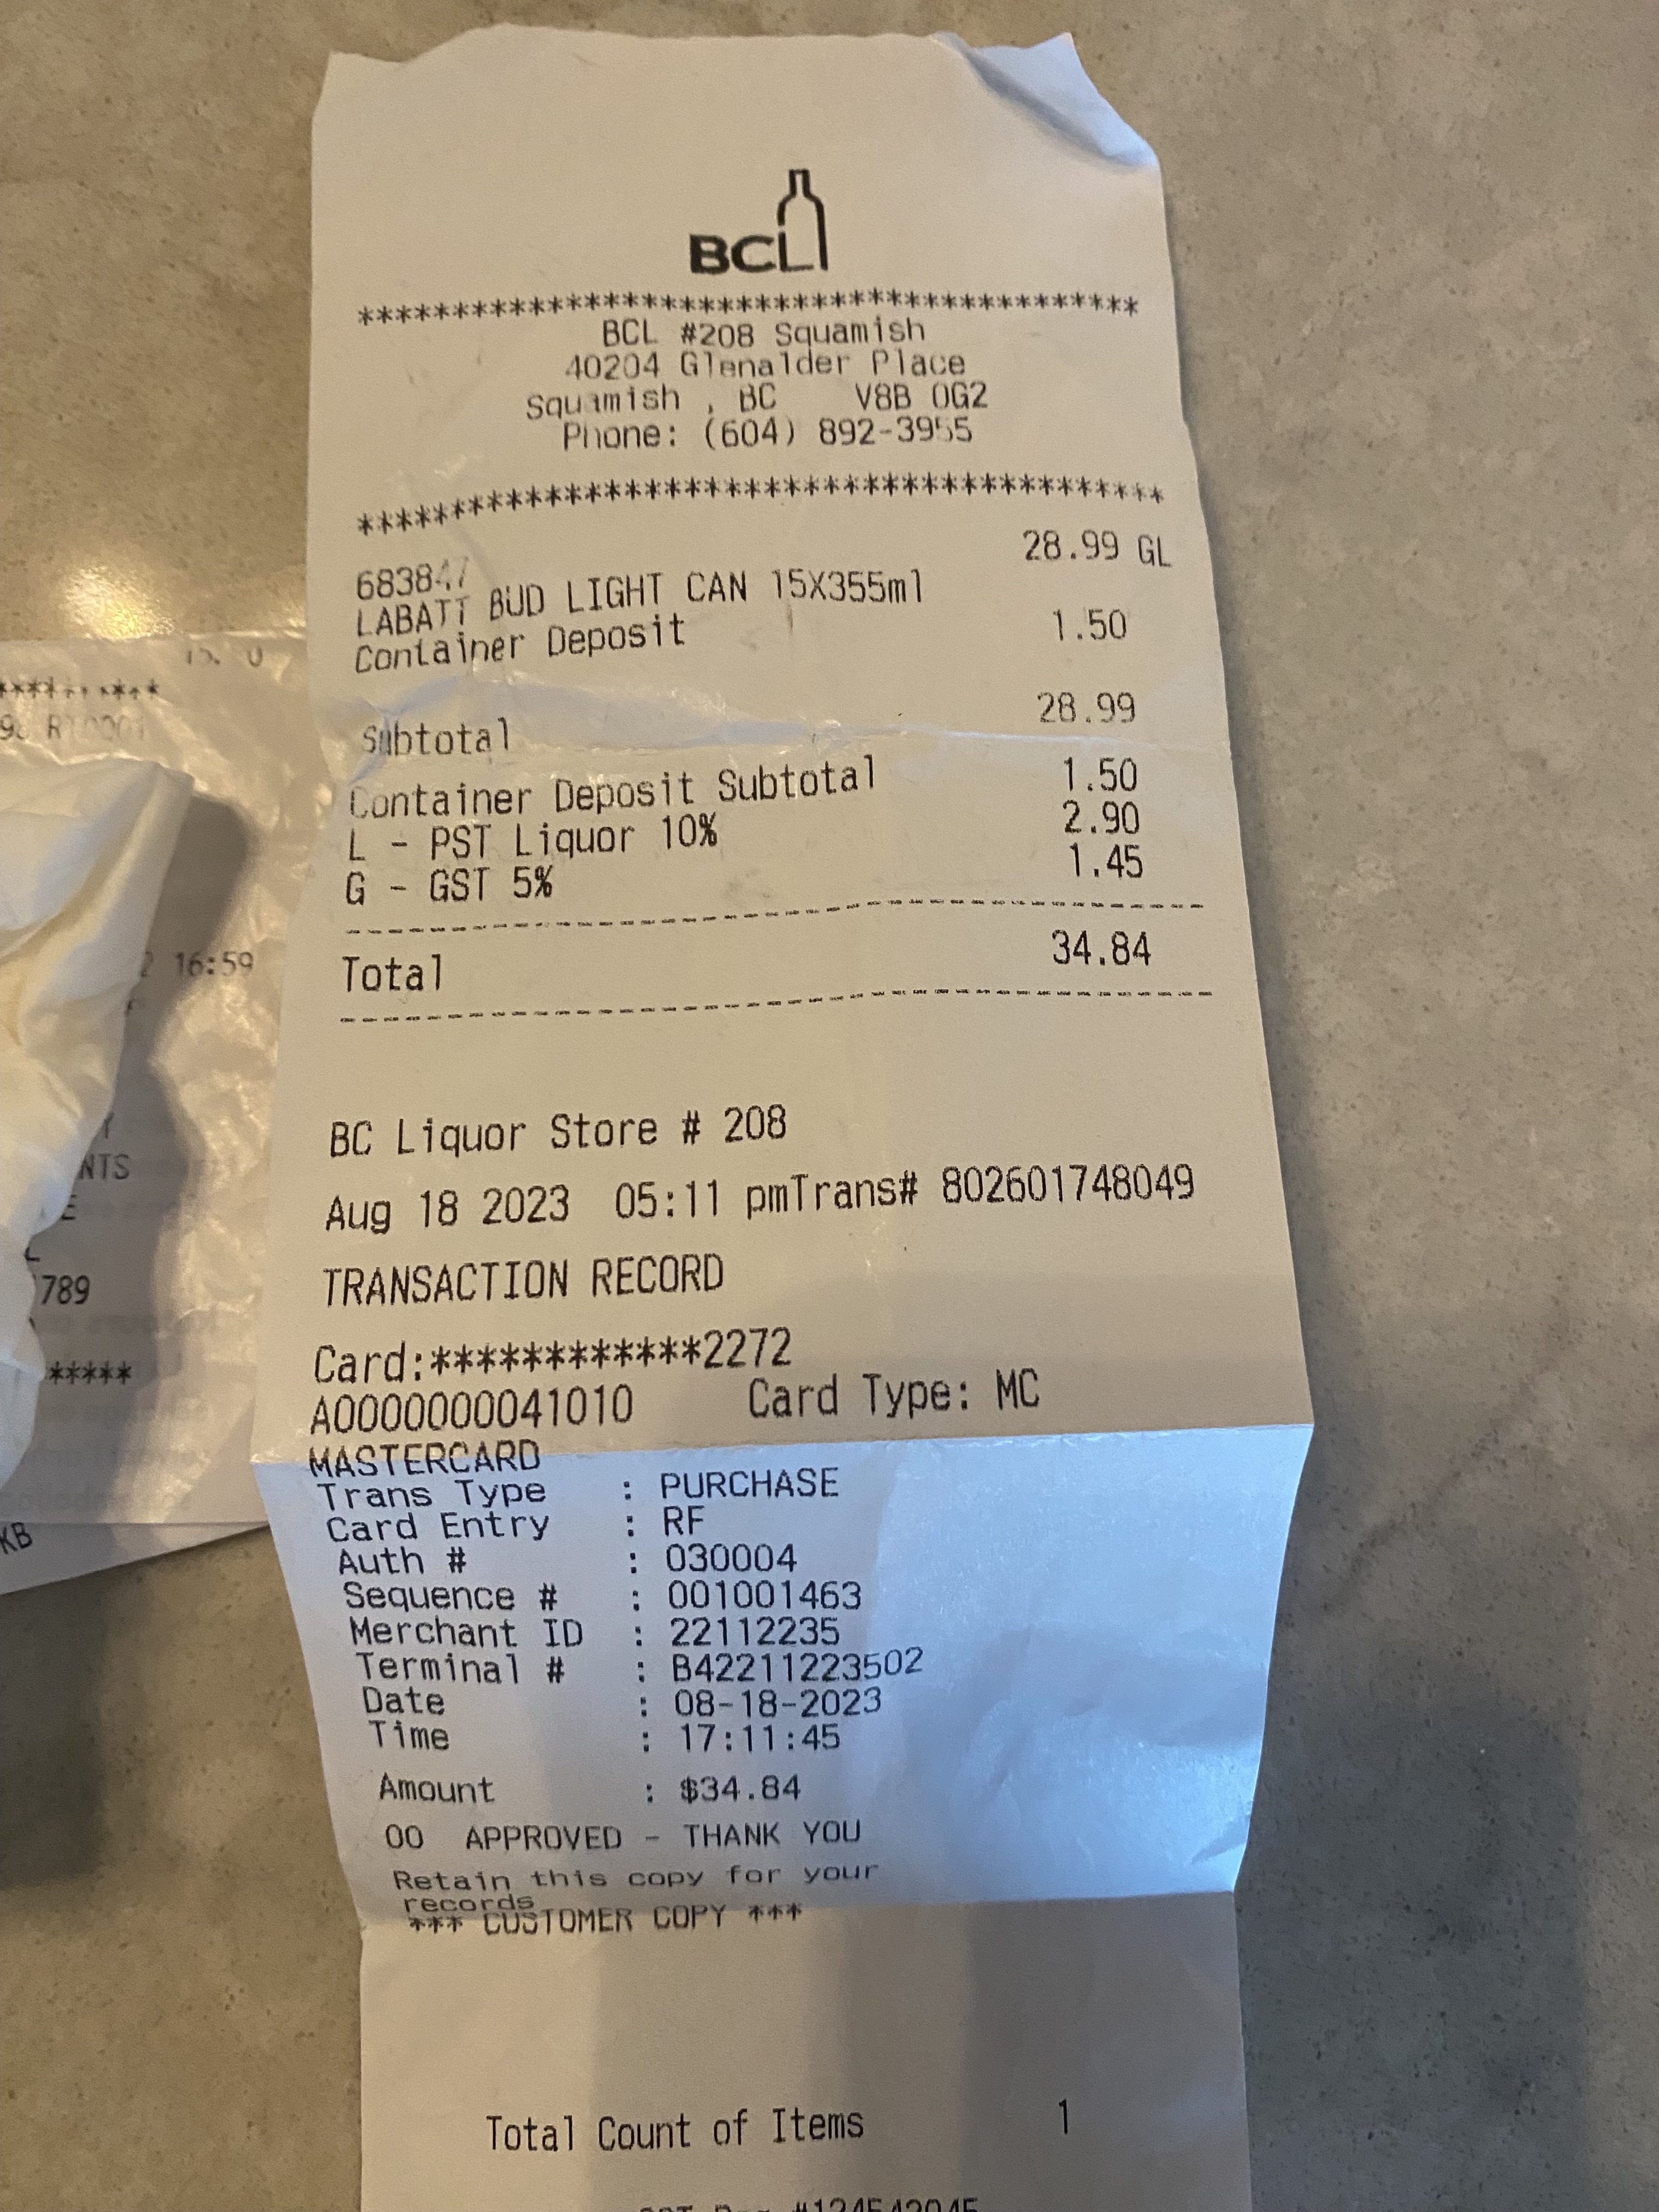 BCL
******************************************
BCL #208 Squamish
40204 Glenalder Place
Squamish , BC V8B 0G2
Phone: (604) 892-3955
******************************************
683847 28.99 GL
LABATT BUD LIGHT CAN 15X355ml
Container Deposit 1.50
Subtotal 28.99
Container Deposit Subtotal 1.50
L - PST Liquor 10% 2.90
G - GST 5% 1.45
Total 34.84
BC Liquor Store # 208
Aug 18 2023 05:11 pmTrans# 802601748049
TRANSACTION RECORD
Card:************2272
A0000000041010 Card Type: MC
MASTERCARD
Trans Type : PURCHASE
Card Entry : RF
Auth # : 030004
Sequence # : 001001463
Merchant ID : 22112235
Terminal # : B42211223502
Date : 08-18-2023
Time : 17:11:45
Amount : $34.84
00 APPROVED - THANK YOU
Retain this copy for your
records
*** CUSTOMER COPY ***
Total Count of Items 1
16:59
NTS
E
789
*****
KB